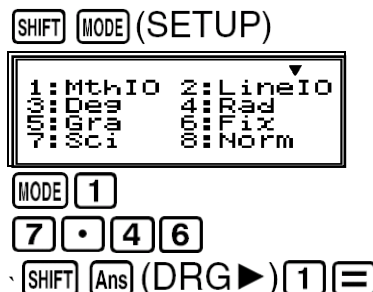 SHIFT MODE (SETUP)
1:MthIO 2:LineIO
3:Deg 4:Rad
5:Gra 6:Fix
7:Sci 8:Norm
MODE 1
7 · 4 6
` SHIFT Ans (DRG►) 1 =